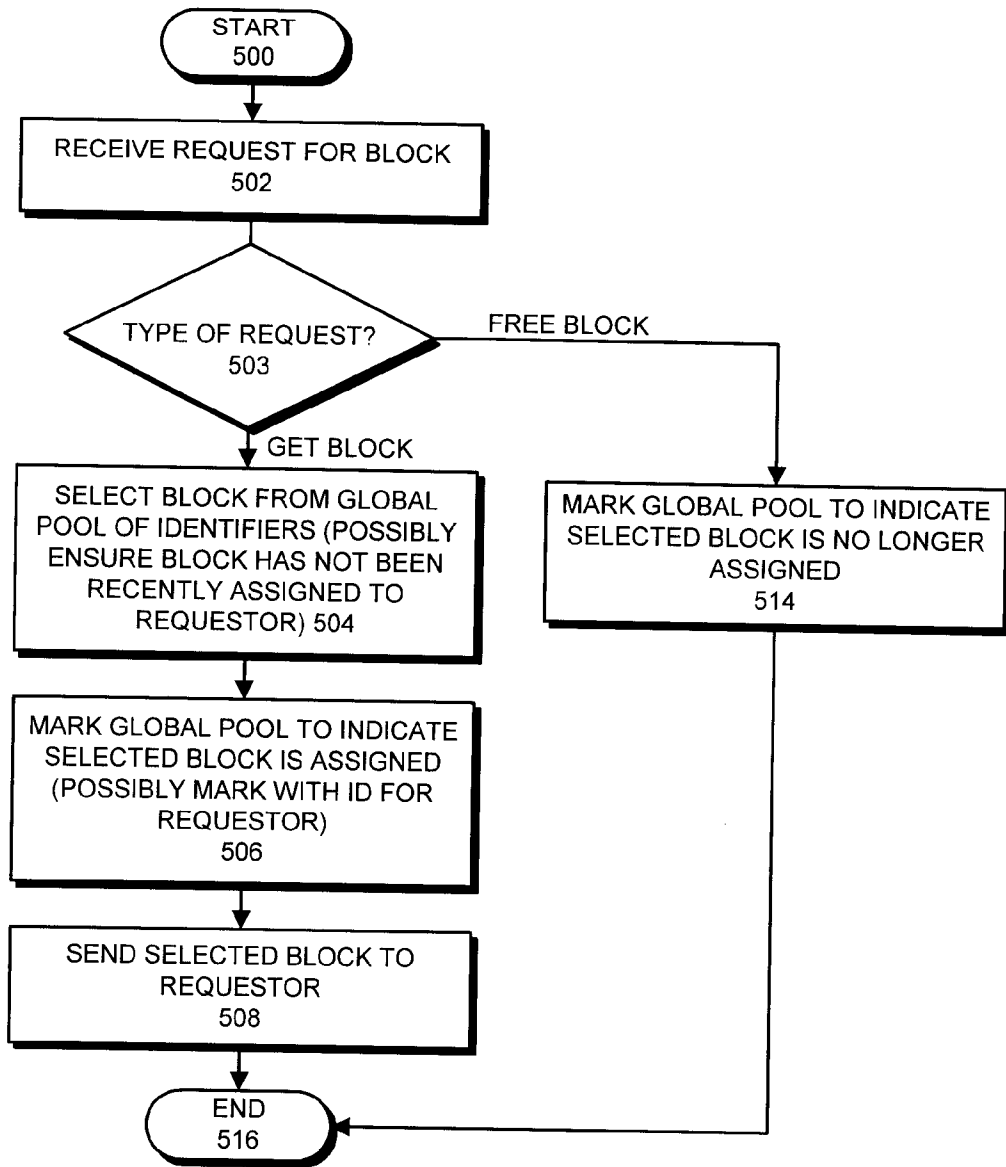 START
500
RECEIVE REQUEST FOR BLOCK
502
TYPE OF REQUEST?
503
FREE BLOCK
GET BLOCK
SELECT BLOCK FROM GLOBAL
POOL OF IDENTIFIERS (POSSIBLY
ENSURE BLOCK HAS NOT BEEN
RECENTLY ASSIGNED TO
REQUESTOR) 504
MARK GLOBAL POOL TO INDICATE
SELECTED BLOCK IS NO LONGER
ASSIGNED
514
MARK GLOBAL POOL TO INDICATE
SELECTED BLOCK IS ASSIGNED
(POSSIBLY MARK WITH ID FOR
REQUESTOR)
506
SEND SELECTED BLOCK TO
REQUESTOR
508
END
516